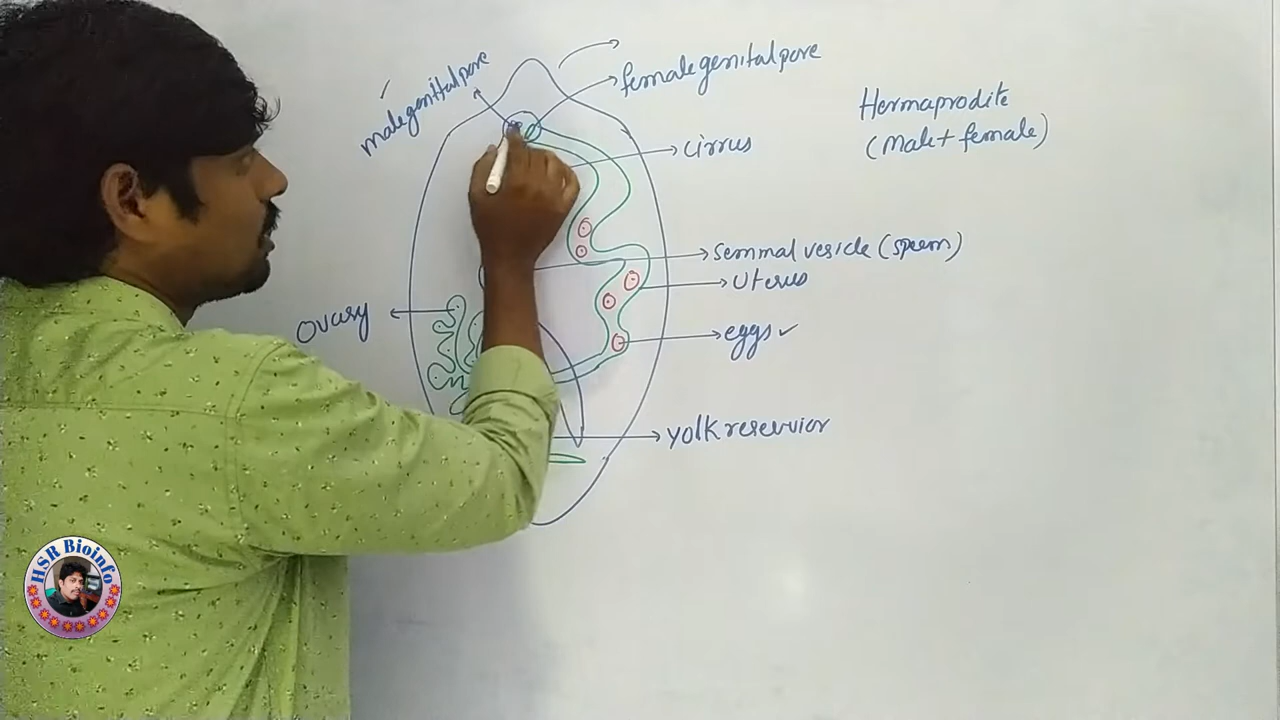 male genital pore
female genital pore
Hermaprodite
(Male + female)
cirrus
semmal vesicle (sperm)
uterus
ovary
eggs ✓
yolk reservior
HSR Bioinfo